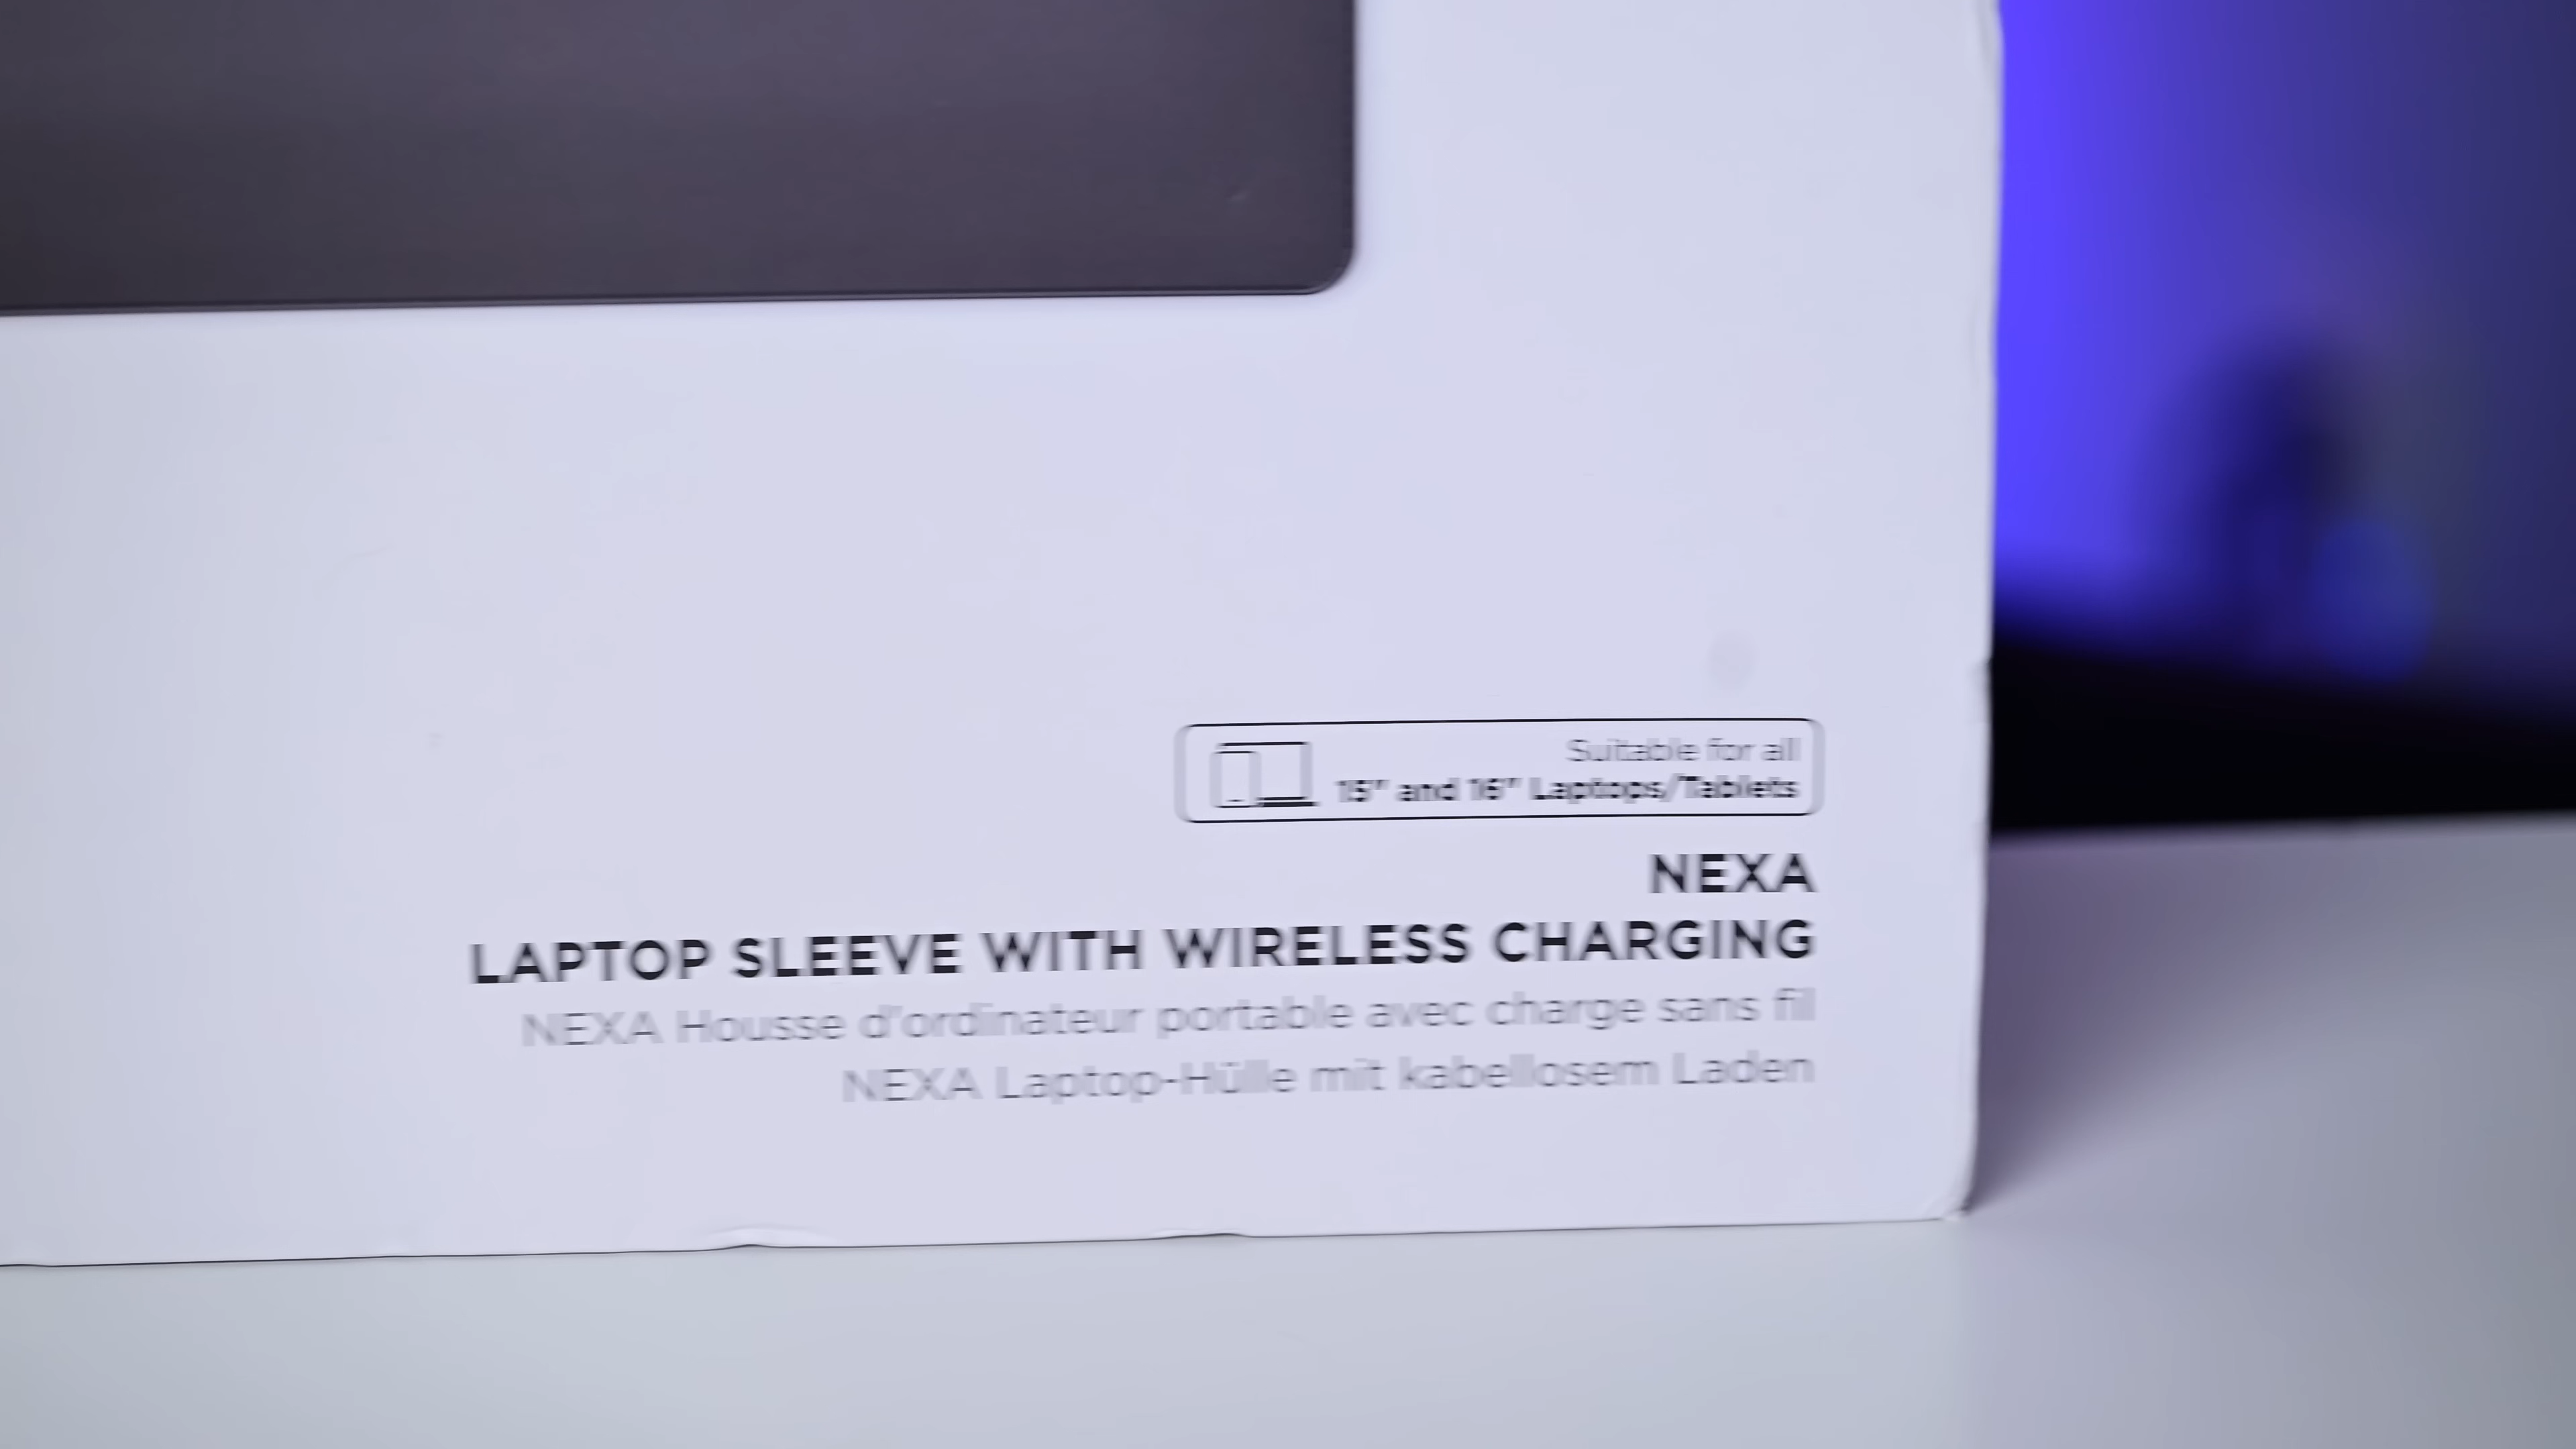 Suitable for all
15" and 16" Laptops/Tablets
NEXA
LAPTOP SLEEVE WITH WIRELESS CHARGING
NEXA Housse d'ordinateur portable avec charge sans fil
NEXA Laptop-Hülle mit kabellosem Laden